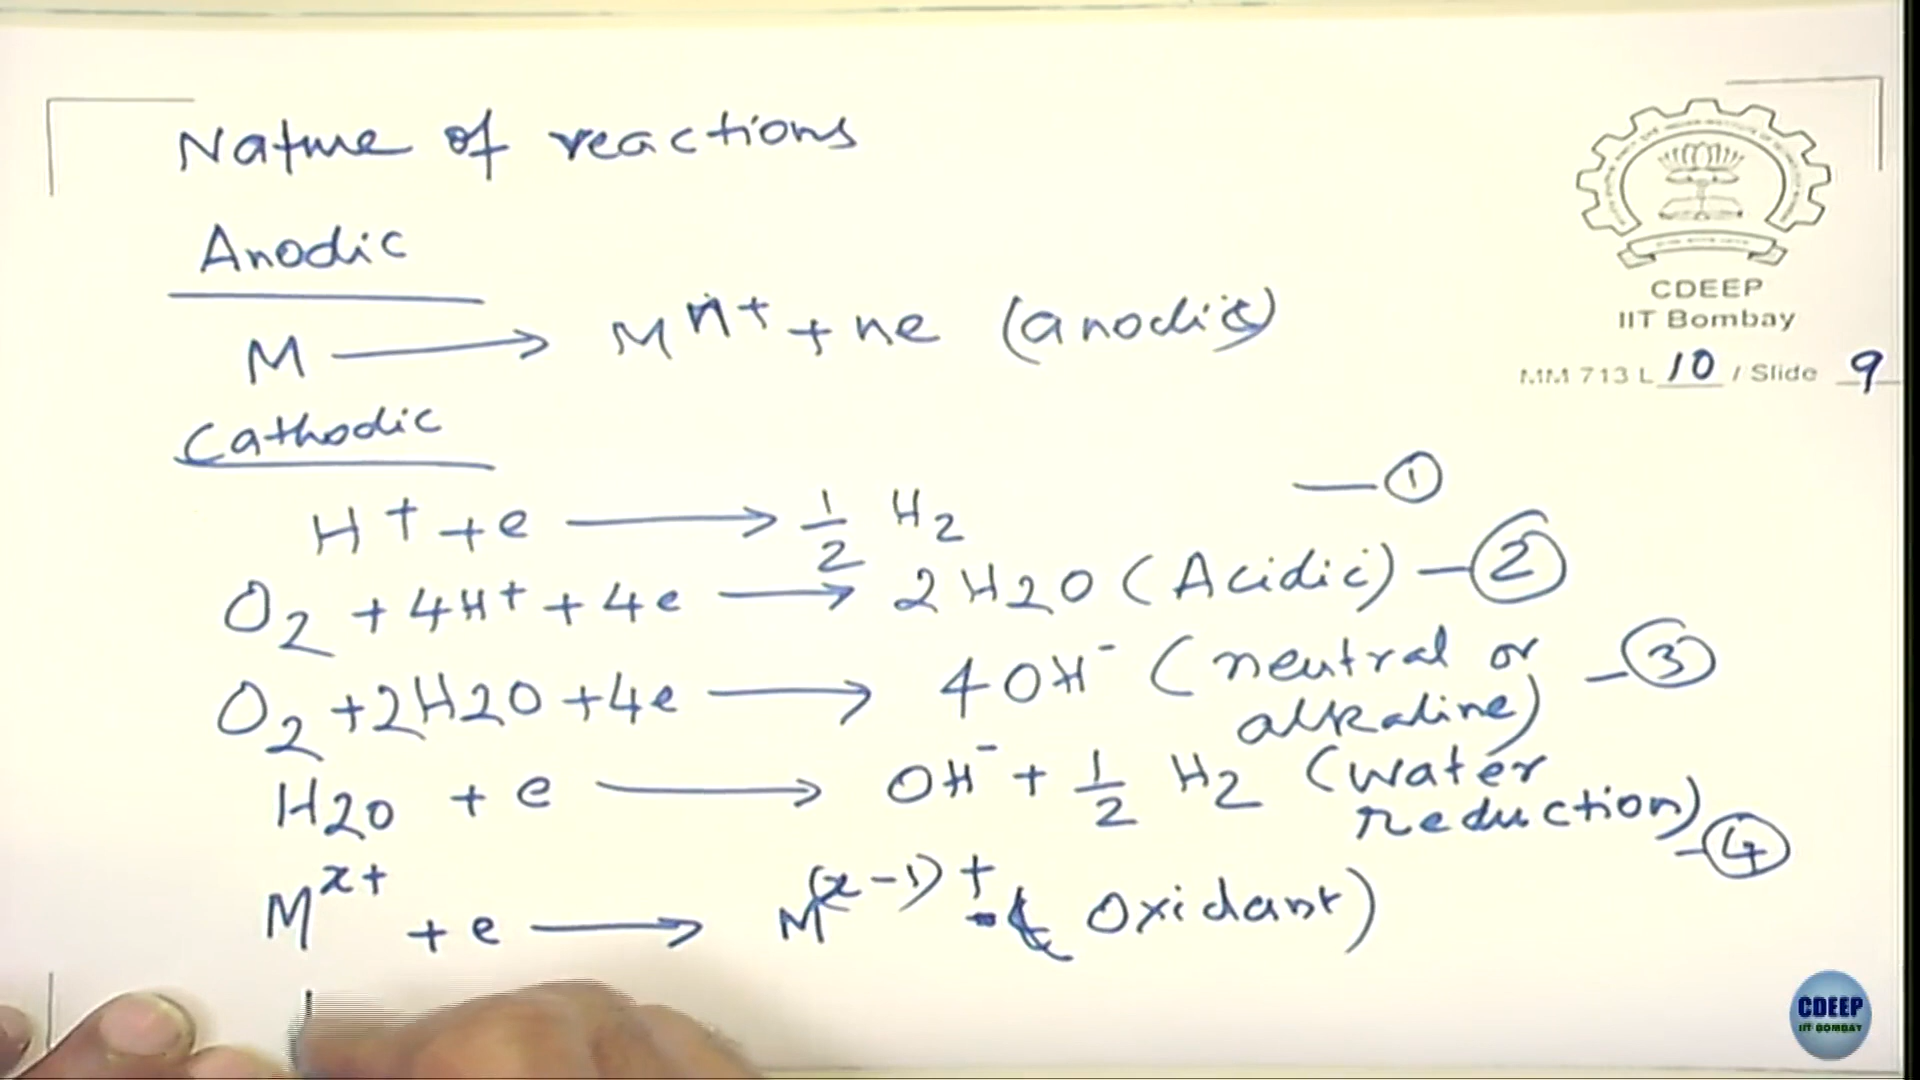 Nature of reactions
Anodic
M ⟶ Mⁿ⁺ + ne (anodic)
Cathodic
H⁺ + e ⟶ 1/2 H2 — ①
O₂ + 4H⁺ + 4e ⟶ 2H2O (Acidic) — ②
O₂ + 2H2O + 4e ⟶ 4OH⁻ (neutral or alkaline) — ③
H2O + e ⟶ OH⁻ + 1/2 H2 (water reduction) — ④
Mˣ⁺ + e ⟶ M⁽ˣ⁻¹⁾⁺ (Oxidant)
CDEEP
IIT Bombay
MM 713 L 10 / Slide 9
CDEEP
IIT BOMBAY